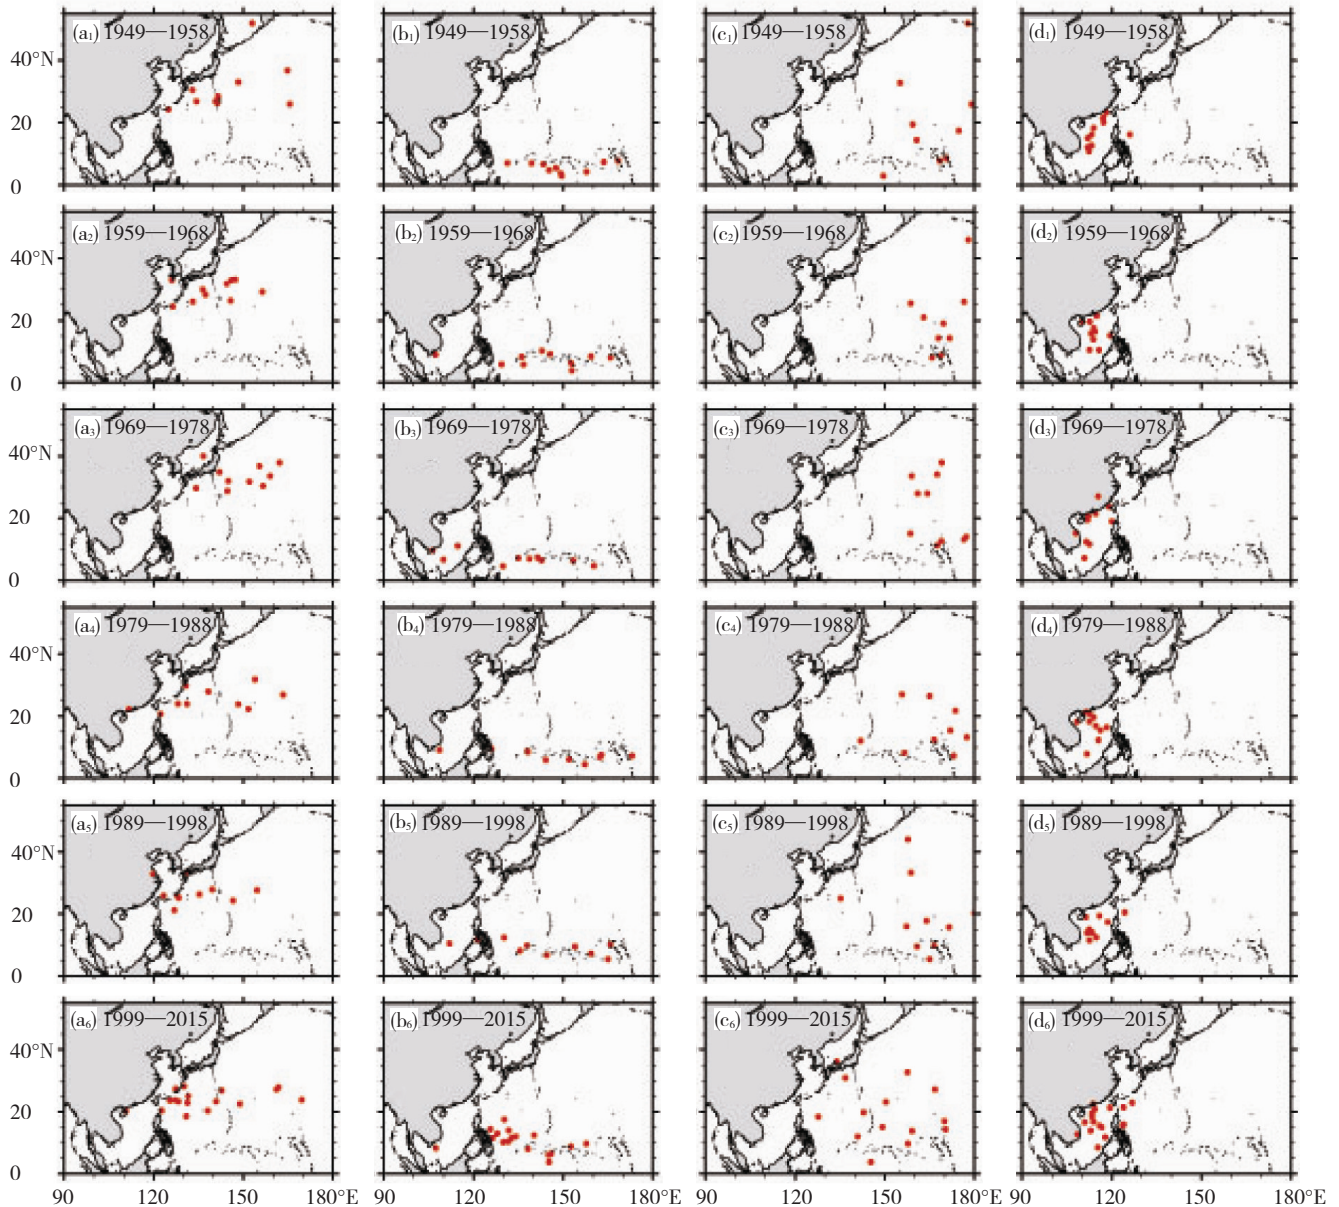 (a₁) 1949—1958 (b₁) 1949—1958 (c₁) 1949—1958 (d₁) 1949—1958
40°N
20
0
(a₂) 1959—1968 (b₂) 1959—1968 (c₂) 1959—1968 (d₂) 1959—1968
40°N
20
0
(a₃) 1969—1978 (b₃) 1969—1978 (c₃) 1969—1978 (d₃) 1969—1978
40°N
20
0
(a₄) 1979—1988 (b₄) 1979—1988 (c₄) 1979—1988 (d₄) 1979—1988
40°N
20
0
(a₅) 1989—1998 (b₅) 1989—1998 (c₅) 1989—1998 (d₅) 1989—1998
40°N
20
0
(a₆) 1999—2015 (b₆) 1999—2015 (c₆) 1999—2015 (d₆) 1999—2015
40°N
20
0
90 120 150 180°E 90 120 150 180°E 90 120 150 180°E 90 120 150 180°E